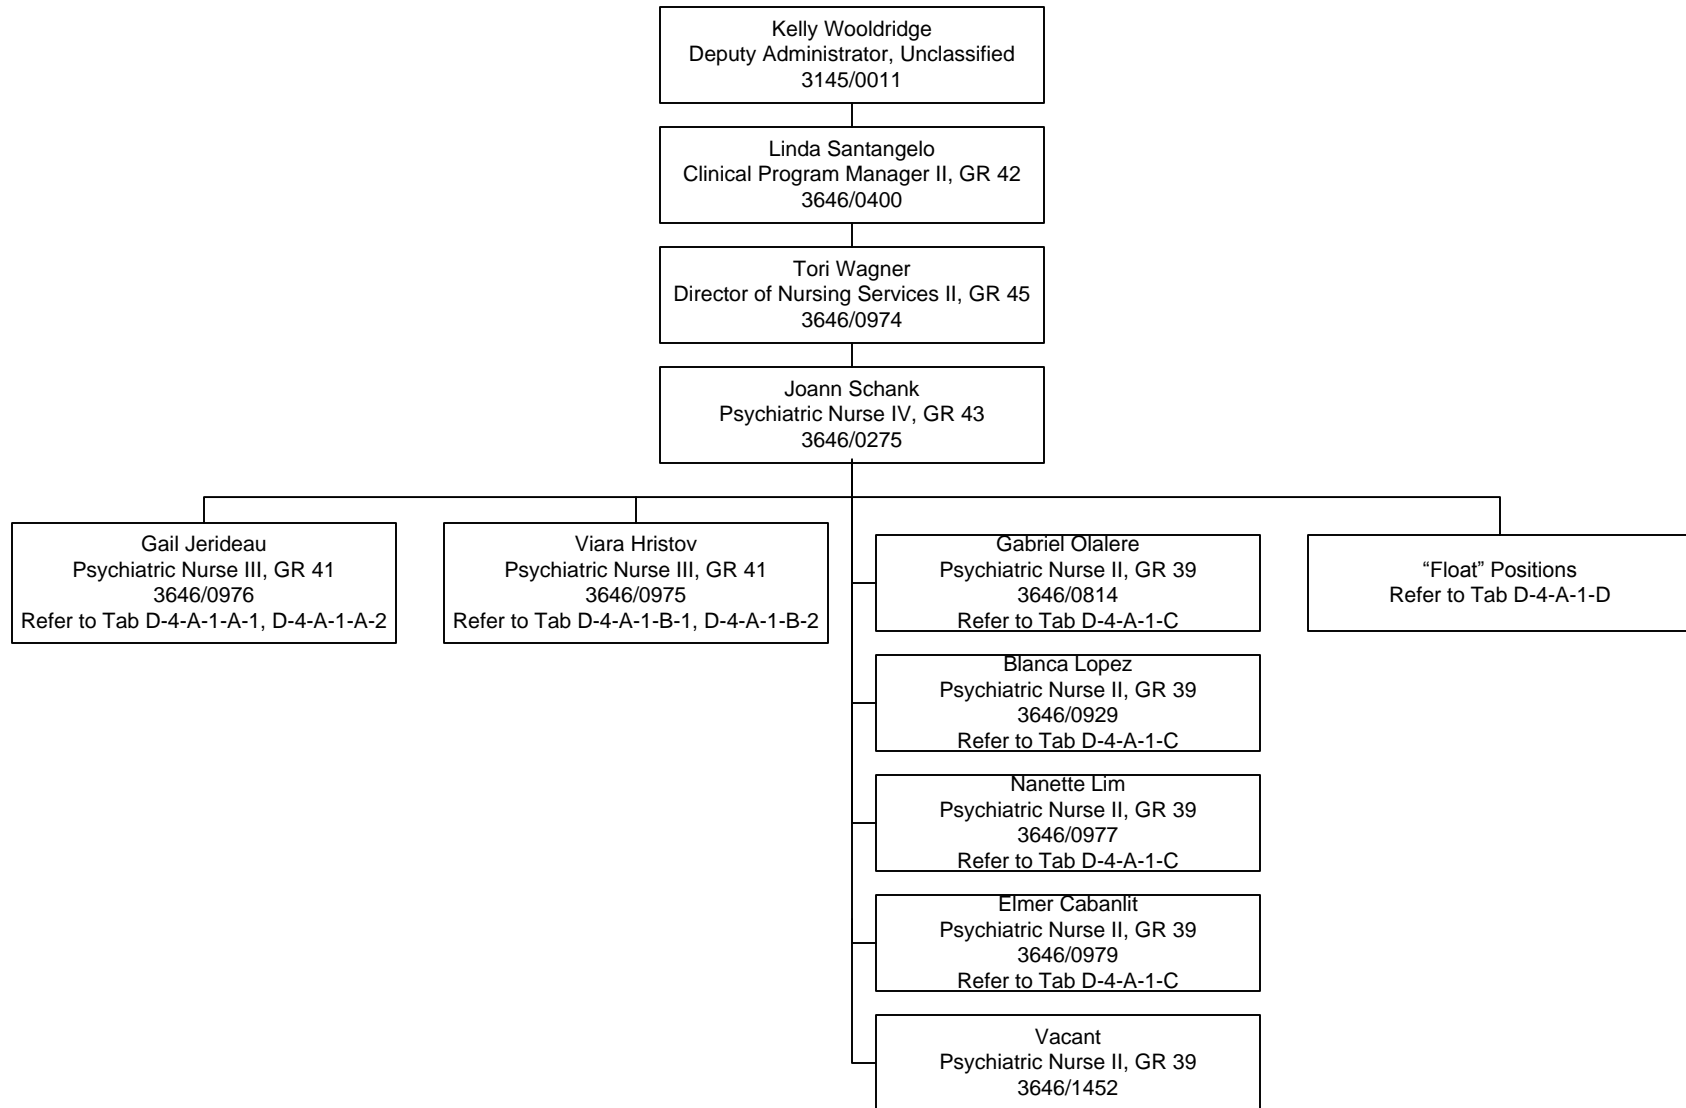 Kelly Wooldridge
Deputy Administrator, Unclassified
3145/0011
Linda Santangelo
Clinical Program Manager II, GR 42
3646/0400
Tori Wagner
Director of Nursing Services II, GR 45
3646/0974
Joann Schank
Psychiatric Nurse IV, GR 43
3646/0275
Gail Jerideau
Psychiatric Nurse III, GR 41
3646/0976
Refer to Tab D-4-A-1-A-1, D-4-A-1-A-2
Viara Hristov
Psychiatric Nurse III, GR 41
3646/0975
Refer to Tab D-4-A-1-B-1, D-4-A-1-B-2
Gabriel Olalere
Psychiatric Nurse II, GR 39
3646/0814
Refer to Tab D-4-A-1-C
Blanca Lopez
Psychiatric Nurse II, GR 39
3646/0929
Refer to Tab D-4-A-1-C
Nanette Lim
Psychiatric Nurse II, GR 39
3646/0977
Refer to Tab D-4-A-1-C
Elmer Cabanlit
Psychiatric Nurse II, GR 39
3646/0979
Refer to Tab D-4-A-1-C
Vacant
Psychiatric Nurse II, GR 39
3646/1452
“Float” Positions
Refer to Tab D-4-A-1-D